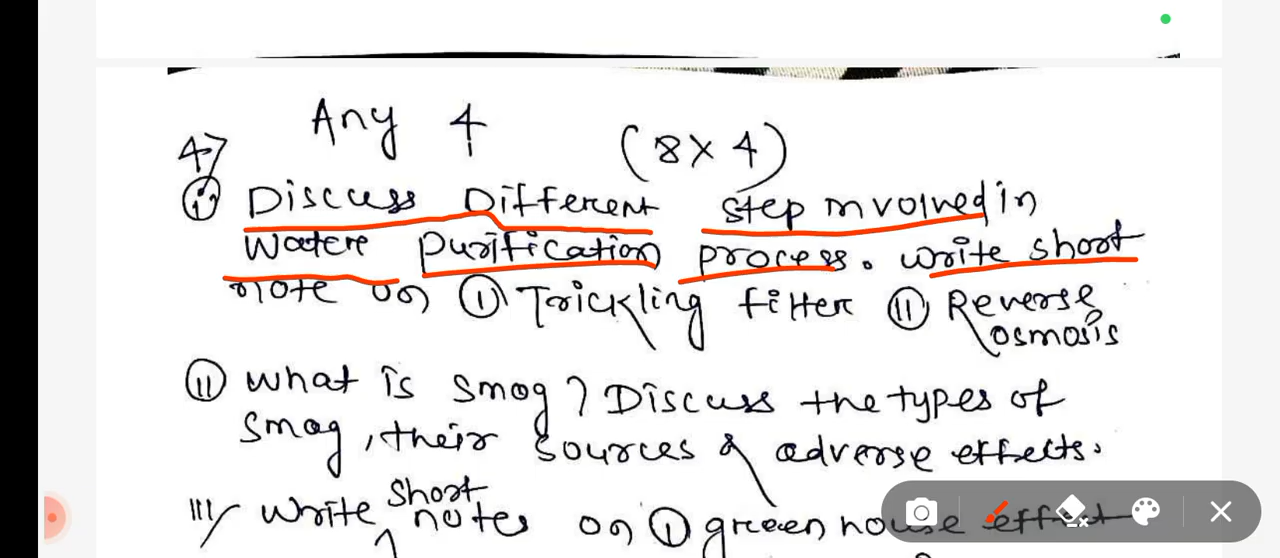 Any 4 (8 x 4)
4>
(i) Discuss Different step involved in
Water purification process. write short
note on (i) Trickling filter (ii) Reverse
osmosis
(ii) what is smog? Discuss the types of
smog, their sources & adverse effects.
iii/ write short notes on (i) green house effect